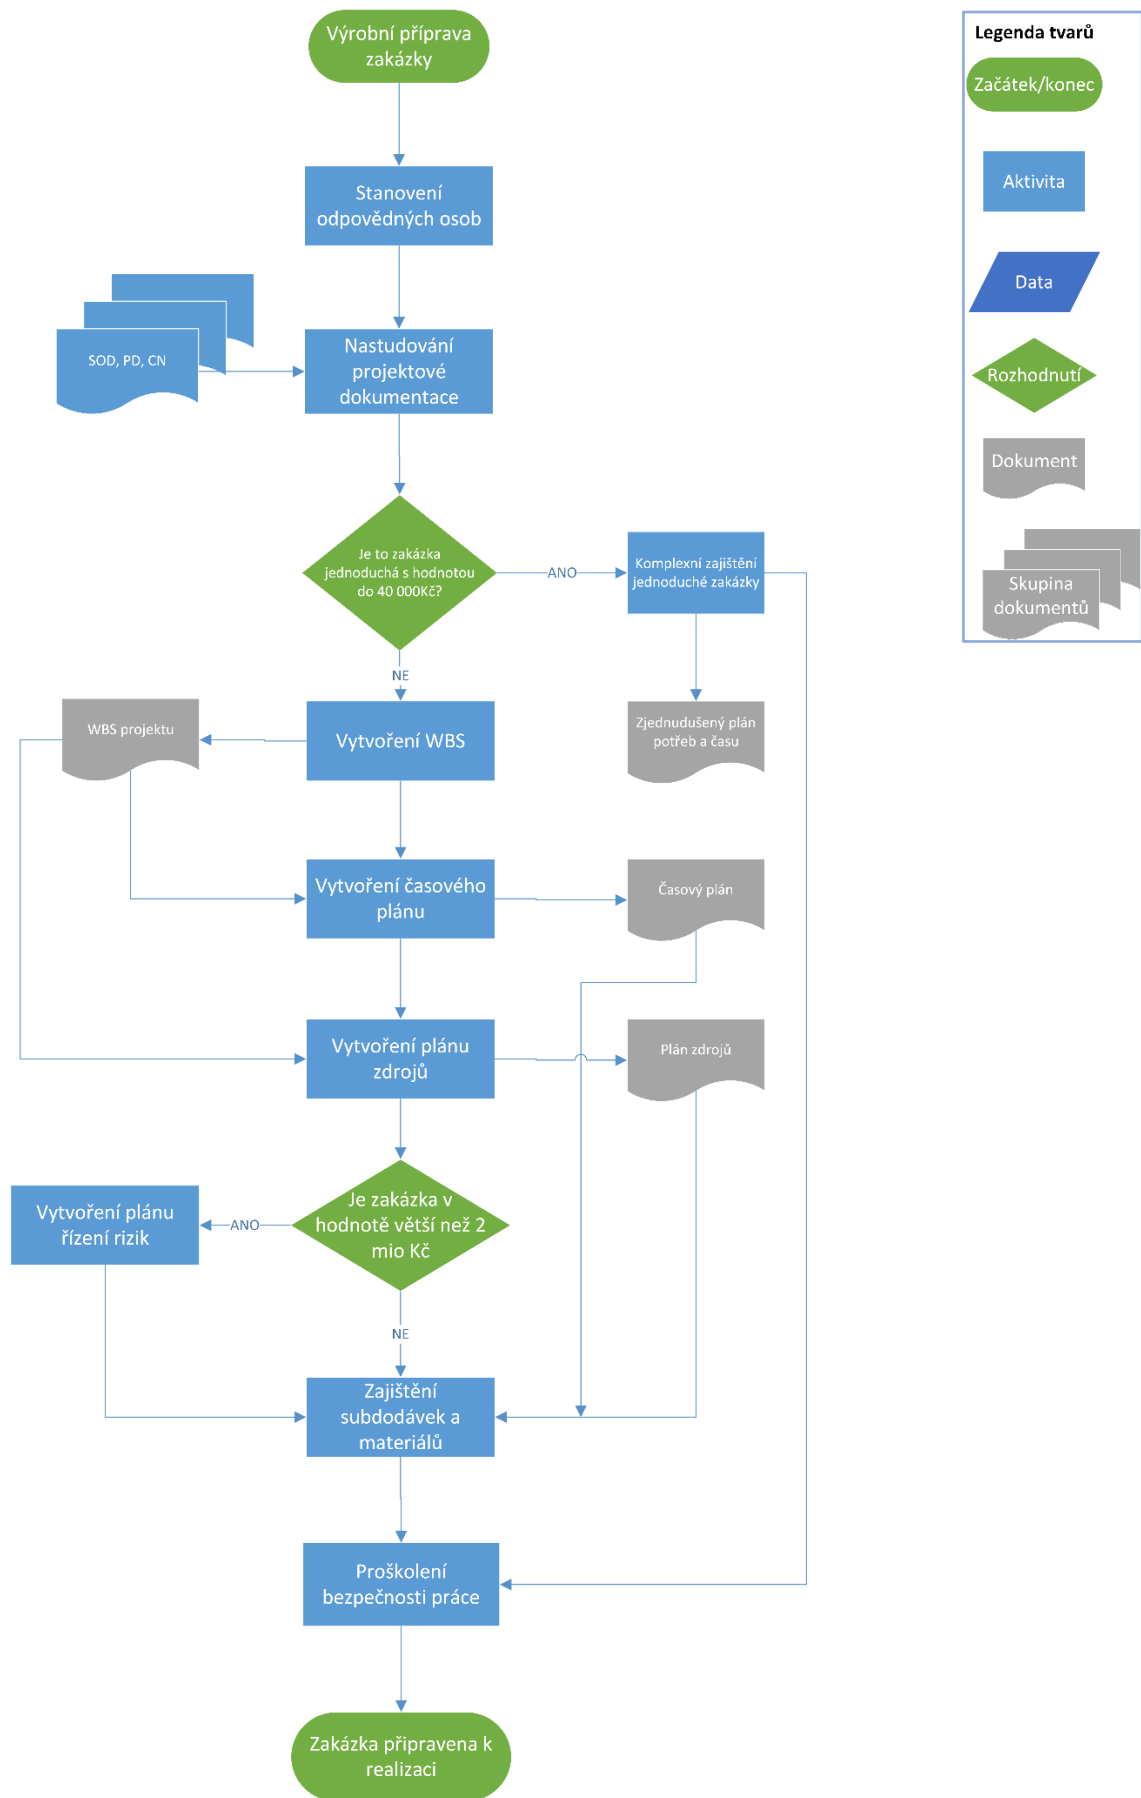 Výrobní příprava
zakázky
Stanovení
odpovědných osob
SOD, PD, CN
Nastudování
projektové
dokumentace
Je to zakázka
jednoduchá s hodnotou
do 40 000Kč?
ANO
Komplexní zajištění
jednoduché zakázky
NE
WBS projektu
Vytvoření WBS
Zjednudušený plán
potřeb a času
Vytvoření časového
plánu
Časový plán
Vytvoření plánu
zdrojů
Plán zdrojů
Vytvoření plánu
řízení rizik
ANO
Je zakázka v
hodnotě větší než 2
mio Kč
NE
Zajištění
subdodávek a
materiálů
Proškolení
bezpečnosti práce
Zakázka připravena k
realizaci
Legenda tvarů
Začátek/konec
Aktivita
Data
Rozhodnutí
Dokument
Skupina
dokumentů